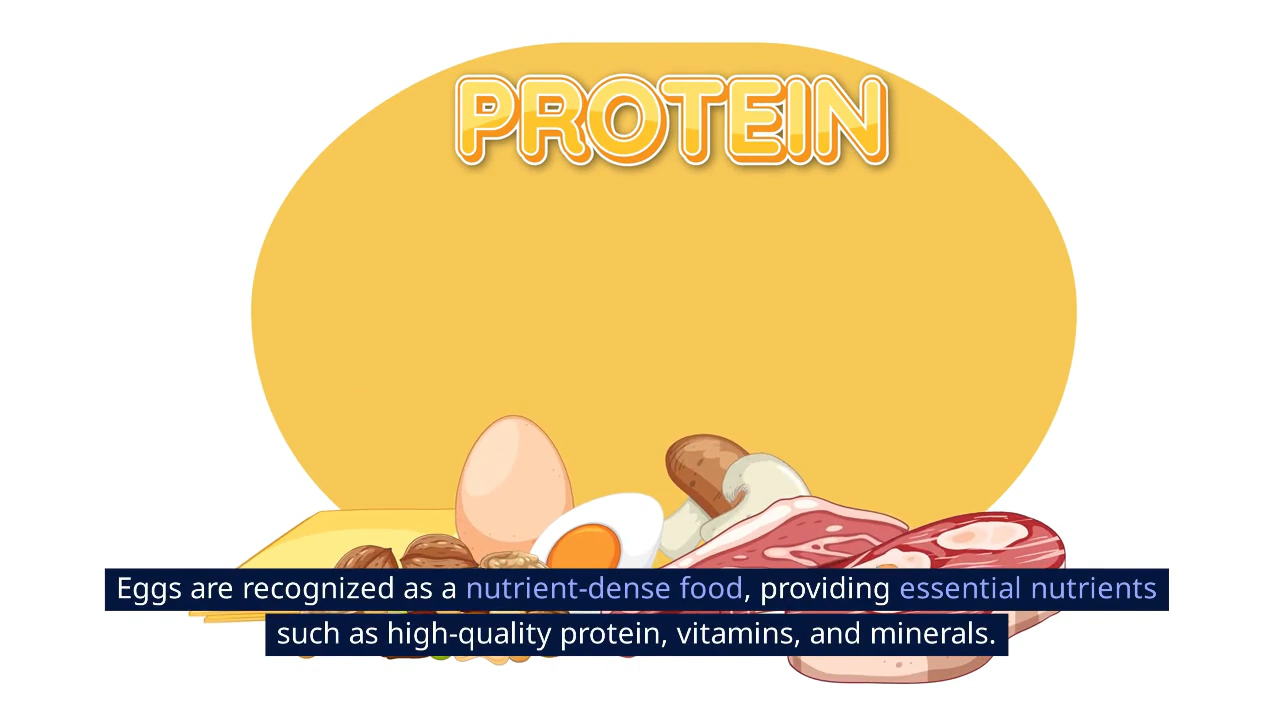 PROTEIN
Eggs are recognized as a nutrient-dense food, providing essential nutrients
such as high-quality protein, vitamins, and minerals.